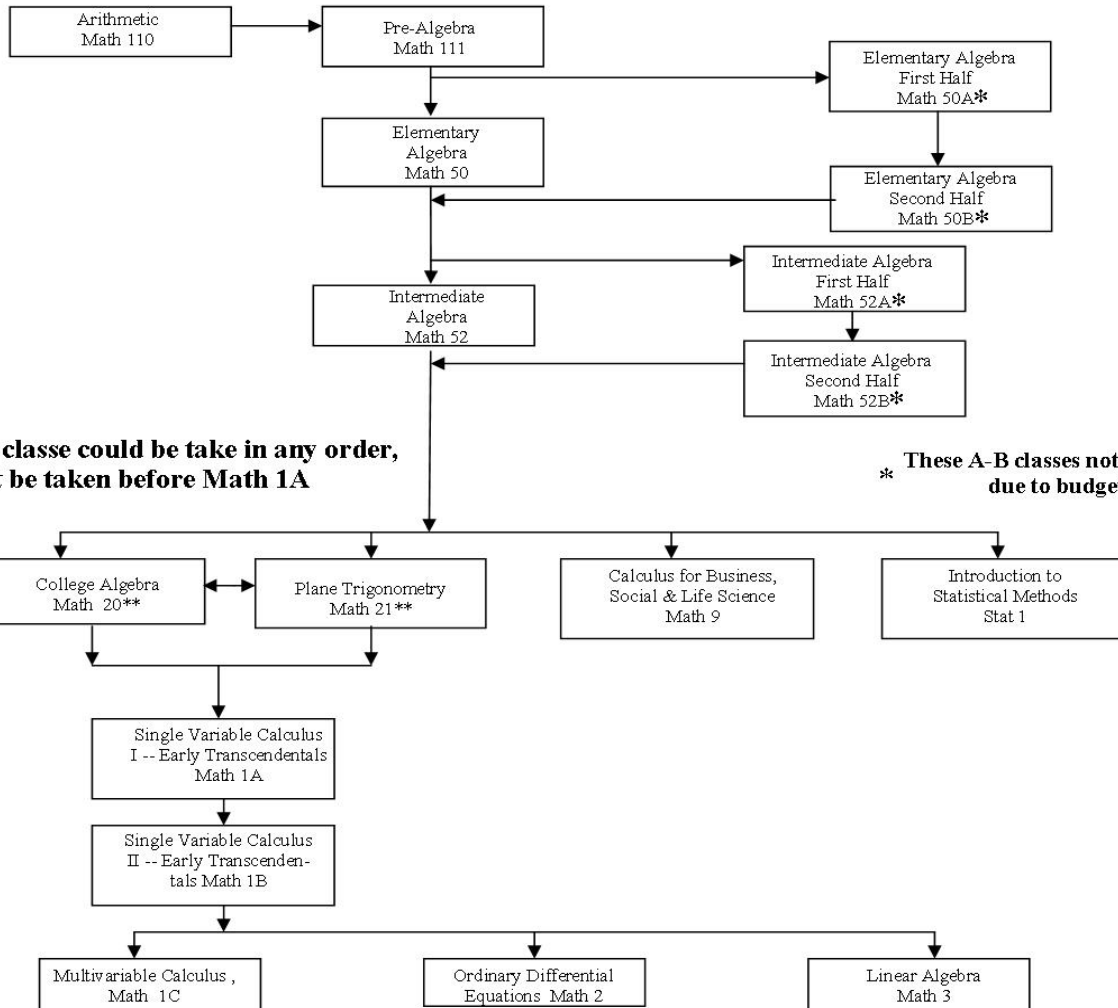 Arithmetic
Math 110
Pre-Algebra
Math 111
Elementary Algebra
First Half
Math 50A*
Elementary
Algebra
Math 50
Elementary Algebra
Second Half
Math 50B*
Intermediate Algebra
First Half
Math 52A*
Intermediate
Algebra
Math 52
Intermediate Algebra
Second Half
Math 52B*
classe could be take in any order,
be taken before Math 1A
* These A-B classes not
due to budge
College Algebra
Math 20**
Plane Trigonometry
Math 21**
Calculus for Business,
Social & Life Science
Math 9
Introduction to
Statistical Methods
Stat 1
Single Variable Calculus
I -- Early Transcendentals
Math 1A
Single Variable Calculus
II -- Early Transcenden-
tals Math 1B
Multivariable Calculus ,
Math 1C
Ordinary Differential
Equations Math 2
Linear Algebra
Math 3